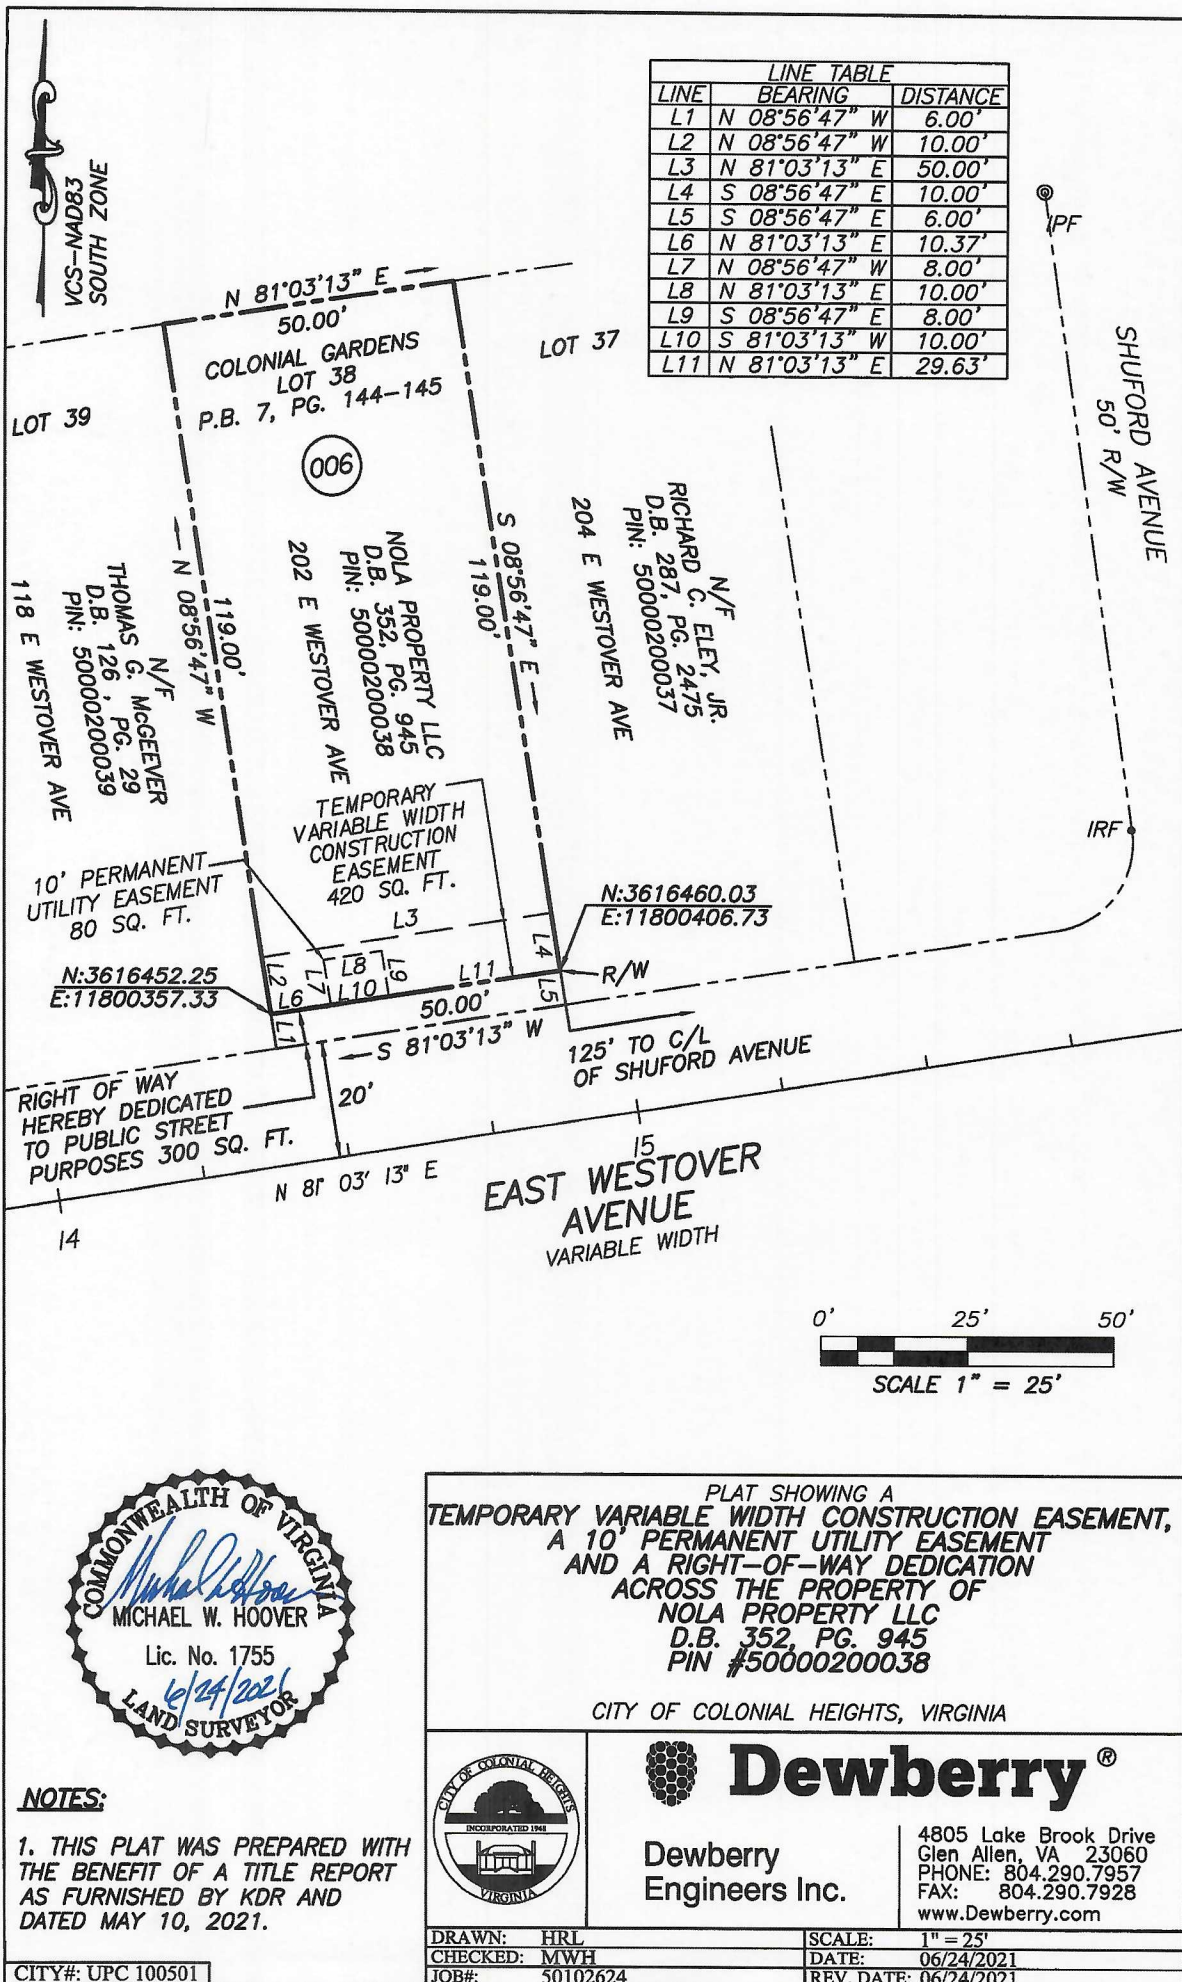 VCS-NAD83
SOUTH ZONE
LINE TABLE
LINE BEARING DISTANCE
L1 N 08°56'47" W 6.00'
L2 N 08°56'47" W 10.00'
L3 N 81°03'13" E 50.00'
L4 S 08°56'47" E 10.00'
L5 S 08°56'47" E 6.00'
L6 N 81°03'13" E 10.37'
L7 N 08°56'47" W 8.00'
L8 N 81°03'13" E 10.00'
L9 S 08°56'47" E 8.00'
L10 S 81°03'13" W 10.00'
L11 N 81°03'13" E 29.63'
IPF
SHUFORD AVENUE
50' R/W
IRF
N 81°03'13" E
50.00'
COLONIAL GARDENS
LOT 38
P.B. 7, PG. 144-145
LOT 37
LOT 39
006
119.00'
N 08°56'47" W
S 08°56'47" E
119.00'
N/F
THOMAS G. McGEEVER
D.B. 126 , PG. 29
PIN: 50000200039
118 E WESTOVER AVE
NOLA PROPERTY LLC
D.B. 352, PG. 945
PIN: 50000200038
202 E WESTOVER AVE
N/F
RICHARD C. ELEY, JR.
D.B. 287, PG. 2475
PIN: 50000200037
204 E WESTOVER AVE
TEMPORARY
VARIABLE WIDTH
CONSTRUCTION
EASEMENT
420 SQ. FT.
10' PERMANENT
UTILITY EASEMENT
80 SQ. FT.
N:3616460.03
E:11800406.73
N:3616452.25
E:11800357.33
L3
L2
L7
L8
L9
L4
L6
L10
L11
L1
L5
R/W
50.00'
S 81°03'13" W
125' TO C/L
OF SHUFORD AVENUE
20'
RIGHT OF WAY
HEREBY DEDICATED
TO PUBLIC STREET
PURPOSES 300 SQ. FT.
N 81° 03' 13" E
14
15
EAST WESTOVER
AVENUE
VARIABLE WIDTH
0' 25' 50'
SCALE 1" = 25'
COMMONWEALTH OF VIRGINIA
Michael W Hoover
MICHAEL W. HOOVER
Lic. No. 1755
6/24/2021
LAND SURVEYOR
PLAT SHOWING A
TEMPORARY VARIABLE WIDTH CONSTRUCTION EASEMENT,
A 10' PERMANENT UTILITY EASEMENT
AND A RIGHT-OF-WAY DEDICATION
ACROSS THE PROPERTY OF
NOLA PROPERTY LLC
D.B. 352, PG. 945
PIN #50000200038
CITY OF COLONIAL HEIGHTS, VIRGINIA
NOTES:
1. THIS PLAT WAS PREPARED WITH
THE BENEFIT OF A TITLE REPORT
AS FURNISHED BY KDR AND
DATED MAY 10, 2021.
CITY OF COLONIAL HEIGHTS
INCORPORATED 1948
VIRGINIA
Dewberry®
Dewberry
Engineers Inc.
4805 Lake Brook Drive
Glen Allen, VA 23060
PHONE: 804.290.7957
FAX: 804.290.7928
www.Dewberry.com
DRAWN: HRL SCALE: 1" = 25'
CHECKED: MWH DATE: 06/24/2021
JOB#: 50102624 REV. DATE: 06/24/2021
CITY#: UPC 100501